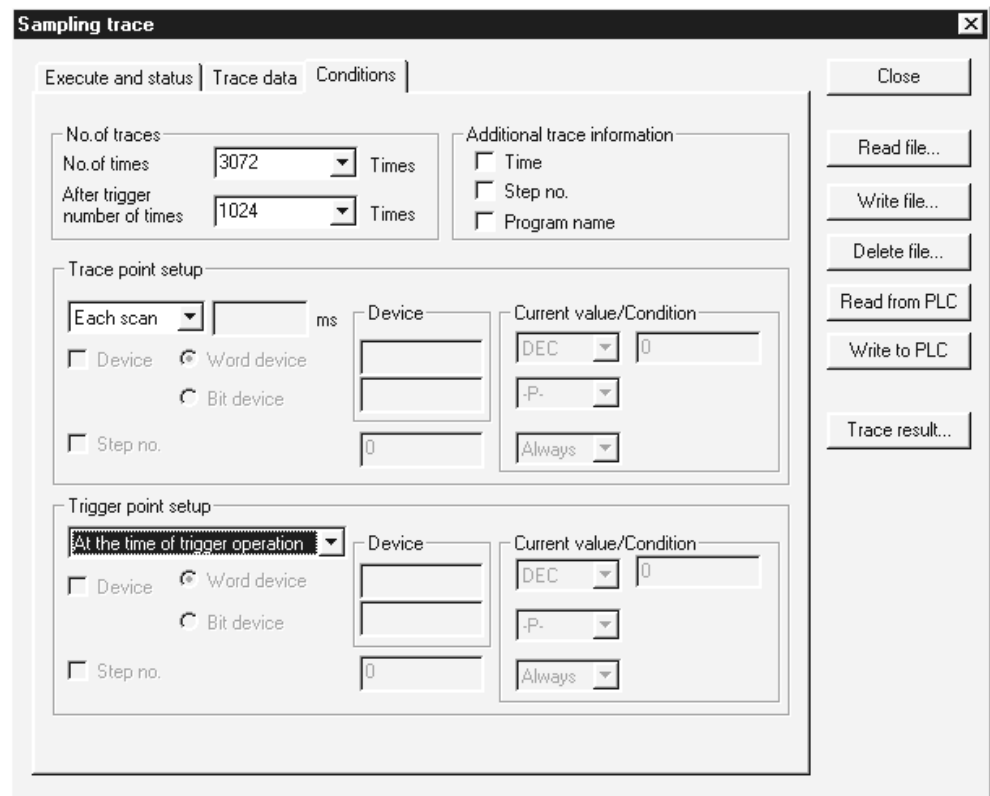 Sampling trace
Execute and status
Trace data
Conditions
Close
No.of traces
No.of times
3072
Times
After trigger
number of times
1024
Times
Additional trace information
Time
Step no.
Program name
Read file...
Write file...
Delete file...
Read from PLC
Write to PLC
Trace result...
Trace point setup
Each scan
ms
Device
Word device
Bit device
Step no.
Device
0
Current value/Condition
DEC
0
-P-
Always
Trigger point setup
At the time of trigger operation
Device
Word device
Bit device
Step no.
Device
0
Current value/Condition
DEC
0
-P-
Always